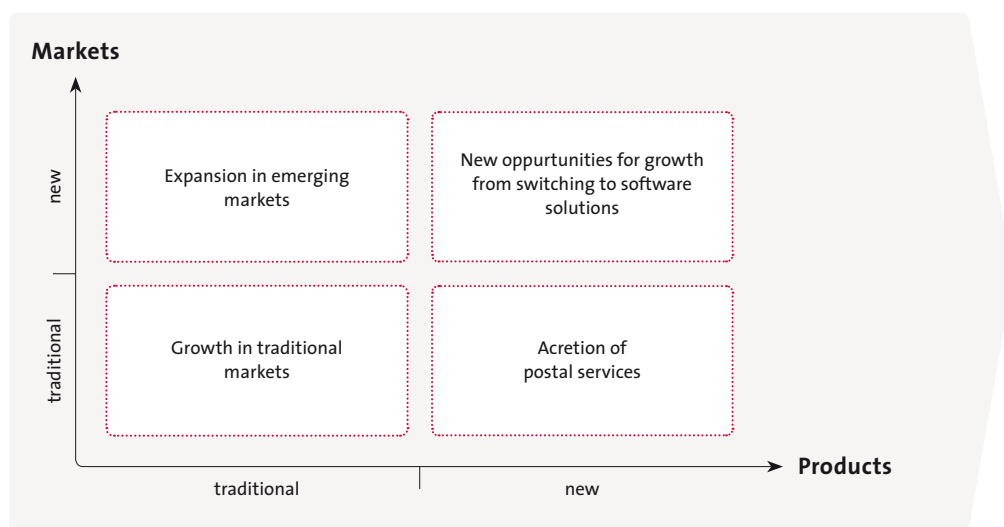 Markets
new
Expansion in emerging
markets
New oppurtunities for growth
from switching to software
solutions
traditional
Growth in traditional
markets
Acretion of
postal services
Products
traditional
new